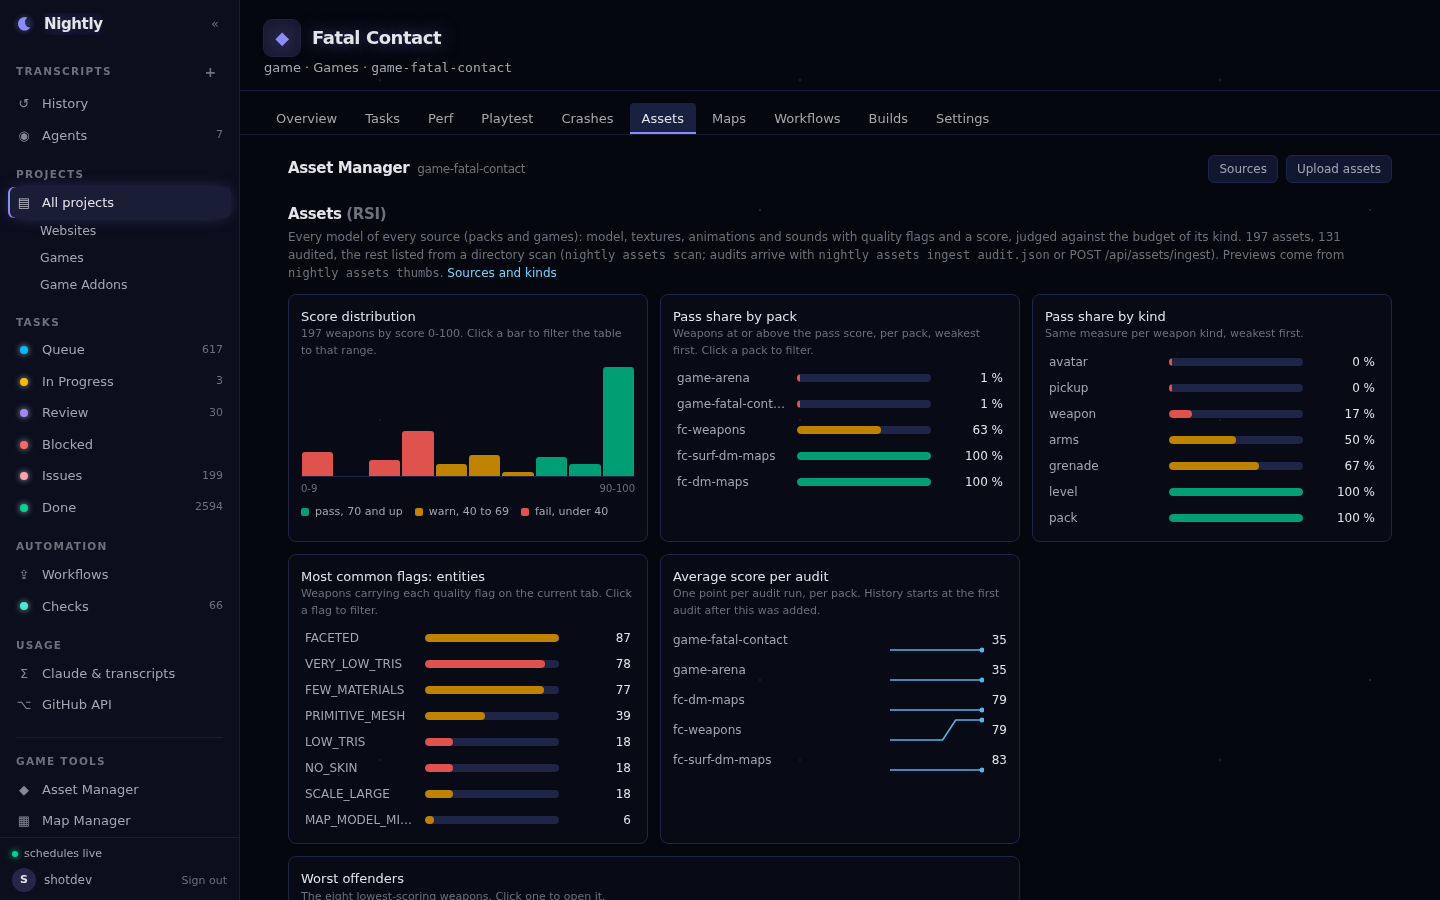 Nightly «
TRANSCRIPTS +
History
Agents 7
PROJECTS
All projects
Websites
Games
Game Addons
TASKS
Queue 617
In Progress 3
Review 30
Blocked
Issues 199
Done 2594
AUTOMATION
Workflows
Checks 66
USAGE
Σ Claude & transcripts
GitHub API
GAME TOOLS
Asset Manager
Map Manager
schedules live
S shotdev Sign out
Fatal Contact
game · Games · game-fatal-contact
Overview Tasks Perf Playtest Crashes Assets Maps Workflows Builds Settings
Asset Manager game-fatal-contact Sources Upload assets
Assets (RSI)
Every model of every source (packs and games): model, textures, animations and sounds with quality flags and a score, judged against the budget of its kind. 197 assets, 131
audited, the rest listed from a directory scan (nightly assets scan; audits arrive with nightly assets ingest audit.json or POST /api/assets/ingest). Previews come from
nightly assets thumbs. Sources and kinds
Score distribution
197 weapons by score 0-100. Click a bar to filter the table
to that range.
0-9 90-100
pass, 70 and up warn, 40 to 69 fail, under 40
Pass share by pack
Weapons at or above the pass score, per pack, weakest
first. Click a pack to filter.
game-arena 1 %
game-fatal-cont… 1 %
fc-weapons 63 %
fc-surf-dm-maps 100 %
fc-dm-maps 100 %
Pass share by kind
Same measure per weapon kind, weakest first.
avatar 0 %
pickup 0 %
weapon 17 %
arms 50 %
grenade 67 %
level 100 %
pack 100 %
Most common flags: entities
Weapons carrying each quality flag on the current tab. Click
a flag to filter.
FACETED 87
VERY_LOW_TRIS 78
FEW_MATERIALS 77
PRIMITIVE_MESH 39
LOW_TRIS 18
NO_SKIN 18
SCALE_LARGE 18
MAP_MODEL_MI… 6
Average score per audit
One point per audit run, per pack. History starts at the first
audit after this was added.
game-fatal-contact 35
game-arena 35
fc-dm-maps 79
fc-weapons 79
fc-surf-dm-maps 83
Worst offenders
The eight lowest-scoring weapons. Click one to open it.